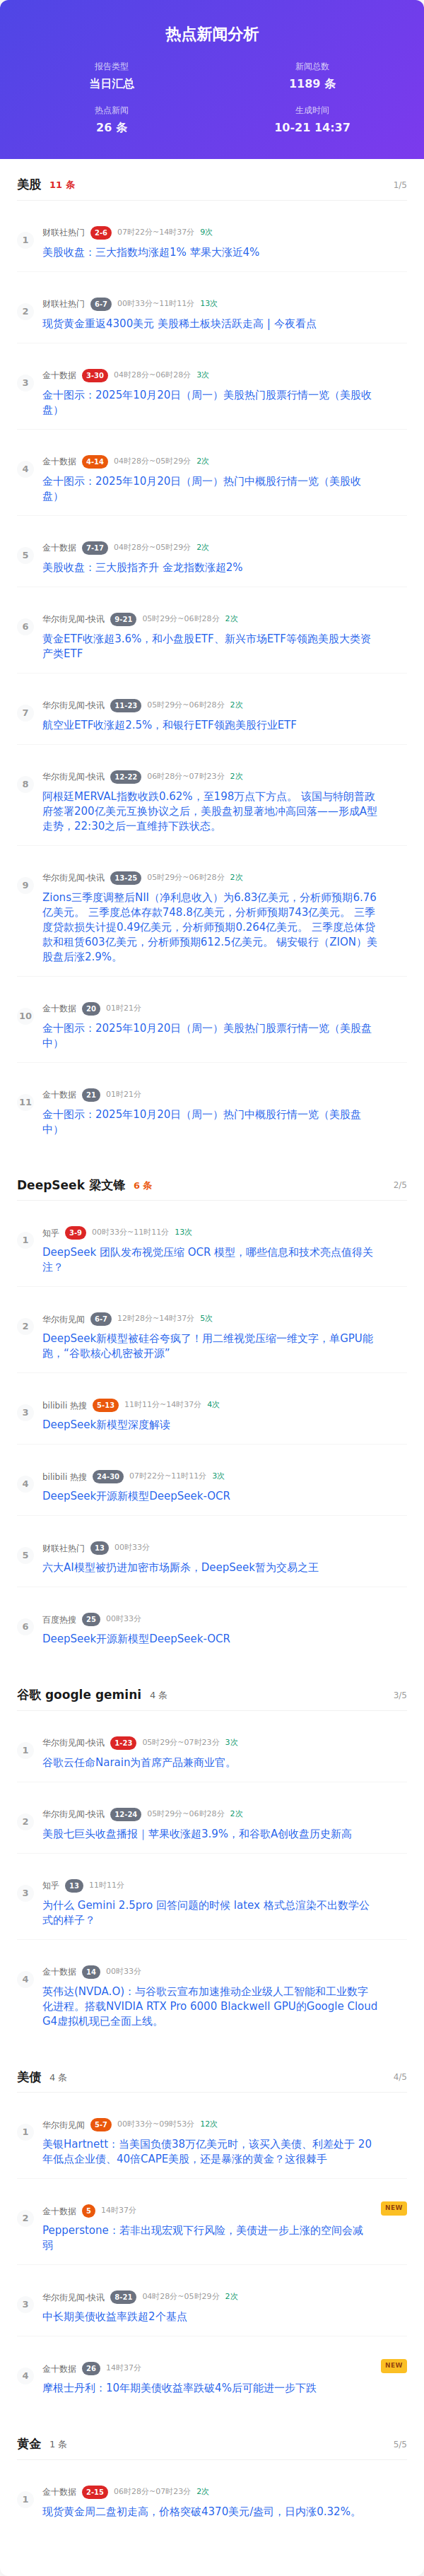 热点新闻分析
报告类型
新闻总数
当日汇总
1189 条
热点新闻
生成时间
26 条
10-21 14:37
美股 11 条 1/5
1
财联社热门 2-6 07时22分~14时37分 9次
美股收盘：三大指数均涨超1% 苹果大涨近4%
2
财联社热门 6-7 00时33分~11时11分 13次
现货黄金重返4300美元 美股稀土板块活跃走高 | 今夜看点
3
金十数据 3-30 04时28分~06时28分 3次
金十图示：2025年10月20日（周一）美股热门股票行情一览（美股收
盘）
4
金十数据 4-14 04时28分~05时29分 2次
金十图示：2025年10月20日（周一）热门中概股行情一览（美股收
盘）
5
金十数据 7-17 04时28分~05时29分 2次
美股收盘：三大股指齐升 金龙指数涨超2%
6
华尔街见闻-快讯 9-21 05时29分~06时28分 2次
黄金ETF收涨超3.6%，和小盘股ETF、新兴市场ETF等领跑美股大类资
产类ETF
7
华尔街见闻-快讯 11-23 05时29分~06时28分 2次
航空业ETF收涨超2.5%，和银行ETF领跑美股行业ETF
8
华尔街见闻-快讯 12-22 06时28分~07时23分 2次
阿根廷MERVAL指数收跌0.62%，至198万点下方点。 该国与特朗普政
府签署200亿美元互换协议之后，美股盘初显著地冲高回落——形成A型
走势，22:30之后一直维持下跌状态。
9
华尔街见闻-快讯 13-25 05时29分~06时28分 2次
Zions三季度调整后NII（净利息收入）为6.83亿美元，分析师预期6.76
亿美元。 三季度总体存款748.8亿美元，分析师预期743亿美元。 三季
度贷款损失计提0.49亿美元，分析师预期0.264亿美元。 三季度总体贷
款和租赁603亿美元，分析师预期612.5亿美元。 锡安银行（ZION）美
股盘后涨2.9%。
10
金十数据 20 01时21分
金十图示：2025年10月20日（周一）美股热门股票行情一览（美股盘
中）
11
金十数据 21 01时21分
金十图示：2025年10月20日（周一）热门中概股行情一览（美股盘
中）
DeepSeek 梁文锋 6 条 2/5
1
知乎 3-9 00时33分~11时11分 13次
DeepSeek 团队发布视觉压缩 OCR 模型，哪些信息和技术亮点值得关
注？
2
华尔街见闻 6-7 12时28分~14时37分 5次
DeepSeek新模型被硅谷夸疯了！用二维视觉压缩一维文字，单GPU能
跑，“谷歌核心机密被开源”
3
bilibili 热搜 5-13 11时11分~14时37分 4次
DeepSeek新模型深度解读
4
bilibili 热搜 24-30 07时22分~11时11分 3次
DeepSeek开源新模型DeepSeek-OCR
5
财联社热门 13 00时33分
六大AI模型被扔进加密市场厮杀，DeepSeek暂为交易之王
6
百度热搜 25 00时33分
DeepSeek开源新模型DeepSeek-OCR
谷歌 google gemini 4 条 3/5
1
华尔街见闻-快讯 1-23 05时29分~07时23分 3次
谷歌云任命Narain为首席产品兼商业官。
2
华尔街见闻-快讯 12-24 05时29分~06时28分 2次
美股七巨头收盘播报｜苹果收涨超3.9%，和谷歌A创收盘历史新高
3
知乎 13 11时11分
为什么 Gemini 2.5pro 回答问题的时候 latex 格式总渲染不出数学公
式的样子？
4
金十数据 14 00时33分
英伟达(NVDA.O)：与谷歌云宣布加速推动企业级人工智能和工业数字
化进程。搭载NVIDIA RTX Pro 6000 Blackwell GPU的Google Cloud
G4虚拟机现已全面上线。
美债 4 条 4/5
1
华尔街见闻 5-7 00时33分~09时53分 12次
美银Hartnett：当美国负债38万亿美元时，该买入美债、利差处于 20
年低点企业债、40倍CAPE美股，还是暴涨的黄金？这很棘手
2
金十数据 5 14时37分 NEW
Pepperstone：若非出现宏观下行风险，美债进一步上涨的空间会减
弱
3
华尔街见闻-快讯 8-21 04时28分~05时29分 2次
中长期美债收益率跌超2个基点
4
金十数据 26 14时37分 NEW
摩根士丹利：10年期美债收益率跌破4%后可能进一步下跌
黄金 1 条 5/5
1
金十数据 2-15 06时28分~07时23分 2次
现货黄金周二盘初走高，价格突破4370美元/盎司，日内涨0.32%。